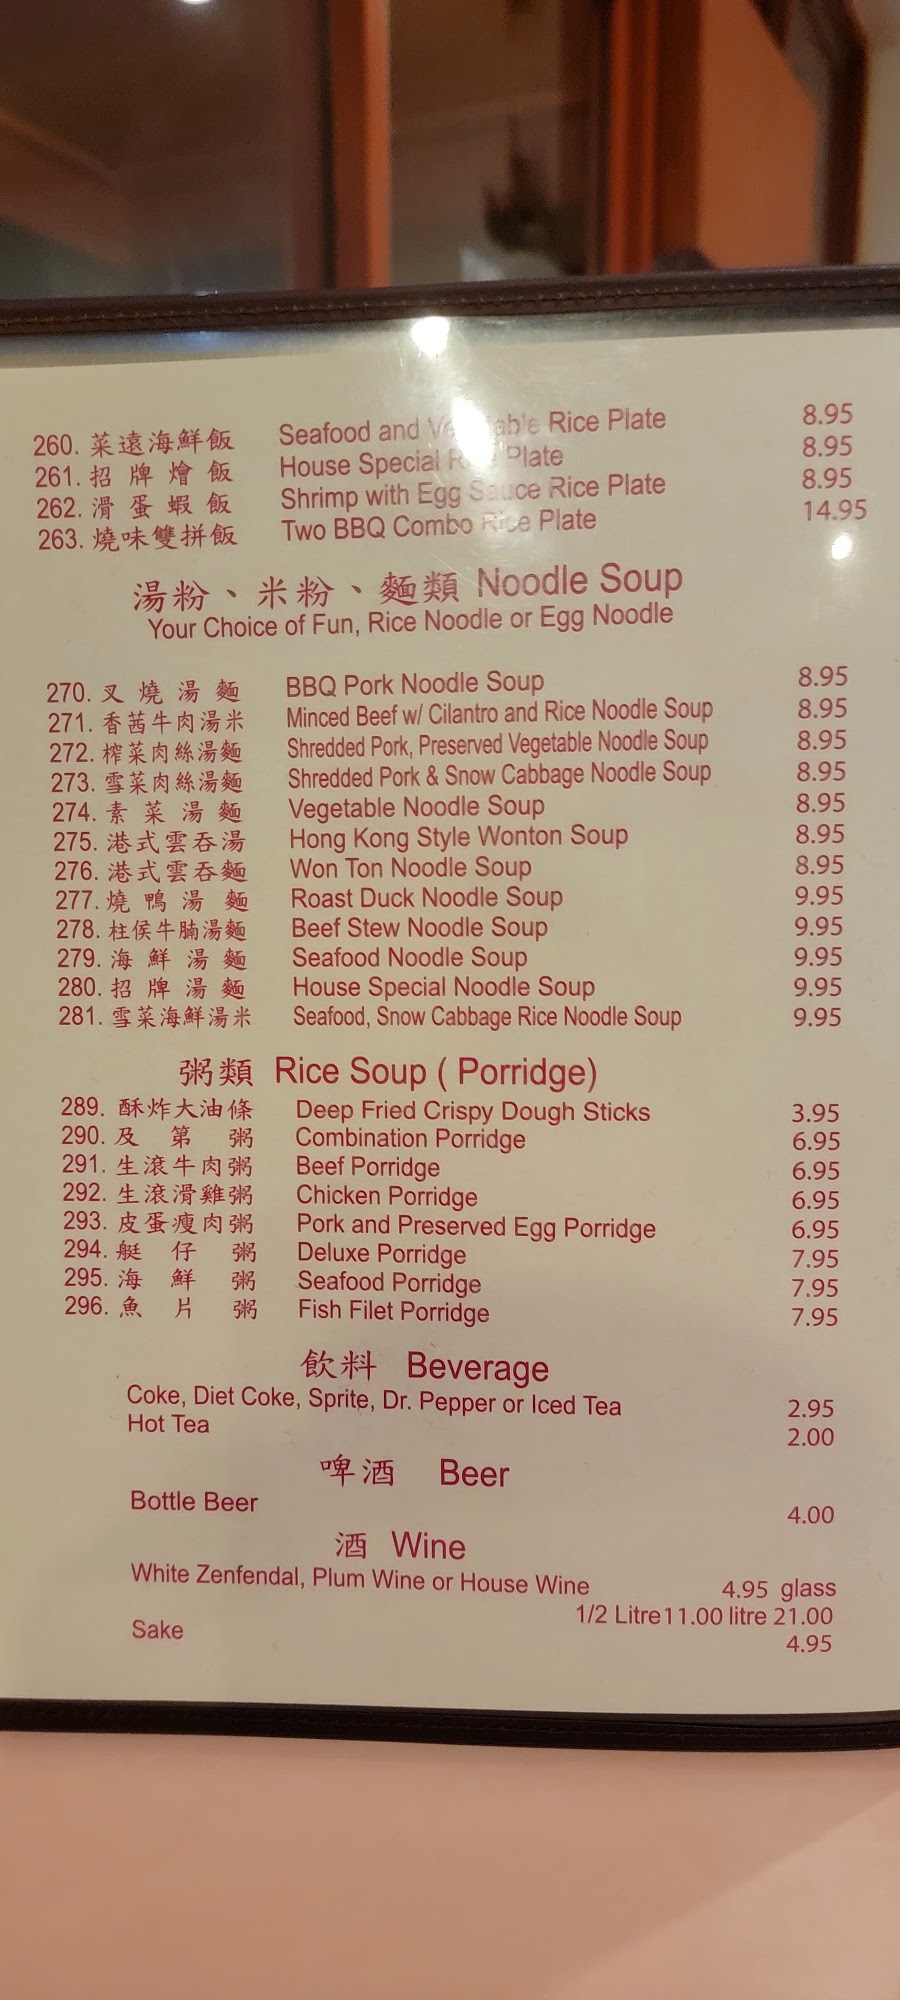 260. 菜遠海鮮飯 Seafood and Vegetable Rice Plate 8.95
261. 招牌燴飯 House Special Rice Plate 8.95
262. 滑蛋蝦飯 Shrimp with Egg Sauce Rice Plate 8.95
263. 燒味雙拼飯 Two BBQ Combo Rice Plate 14.95
湯粉、米粉、麵類 Noodle Soup
Your Choice of Fun, Rice Noodle or Egg Noodle
270. 叉燒湯麵 BBQ Pork Noodle Soup 8.95
271. 香茜牛肉湯米 Minced Beef w/ Cilantro and Rice Noodle Soup 8.95
272. 榨菜肉絲湯麵 Shredded Pork, Preserved Vegetable Noodle Soup 8.95
273. 雪菜肉絲湯麵 Shredded Pork & Snow Cabbage Noodle Soup 8.95
274. 素菜湯麵 Vegetable Noodle Soup 8.95
275. 港式雲吞湯 Hong Kong Style Wonton Soup 8.95
276. 港式雲吞麵 Won Ton Noodle Soup 8.95
277. 燒鴨湯麵 Roast Duck Noodle Soup 9.95
278. 柱侯牛腩湯麵 Beef Stew Noodle Soup 9.95
279. 海鮮湯麵 Seafood Noodle Soup 9.95
280. 招牌湯麵 House Special Noodle Soup 9.95
281. 雪菜海鮮湯米 Seafood, Snow Cabbage Rice Noodle Soup 9.95
粥類 Rice Soup ( Porridge)
289. 酥炸大油條 Deep Fried Crispy Dough Sticks 3.95
290. 及第粥 Combination Porridge 6.95
291. 生滾牛肉粥 Beef Porridge 6.95
292. 生滾滑雞粥 Chicken Porridge 6.95
293. 皮蛋瘦肉粥 Pork and Preserved Egg Porridge 6.95
294. 艇仔粥 Deluxe Porridge 7.95
295. 海鮮粥 Seafood Porridge 7.95
296. 魚片粥 Fish Filet Porridge 7.95
飲料 Beverage
Coke, Diet Coke, Sprite, Dr. Pepper or Iced Tea 2.95
Hot Tea 2.00
啤酒 Beer
Bottle Beer 4.00
酒 Wine
White Zenfendal, Plum Wine or House Wine 4.95 glass
1/2 Litre 11.00 litre 21.00
Sake 4.95